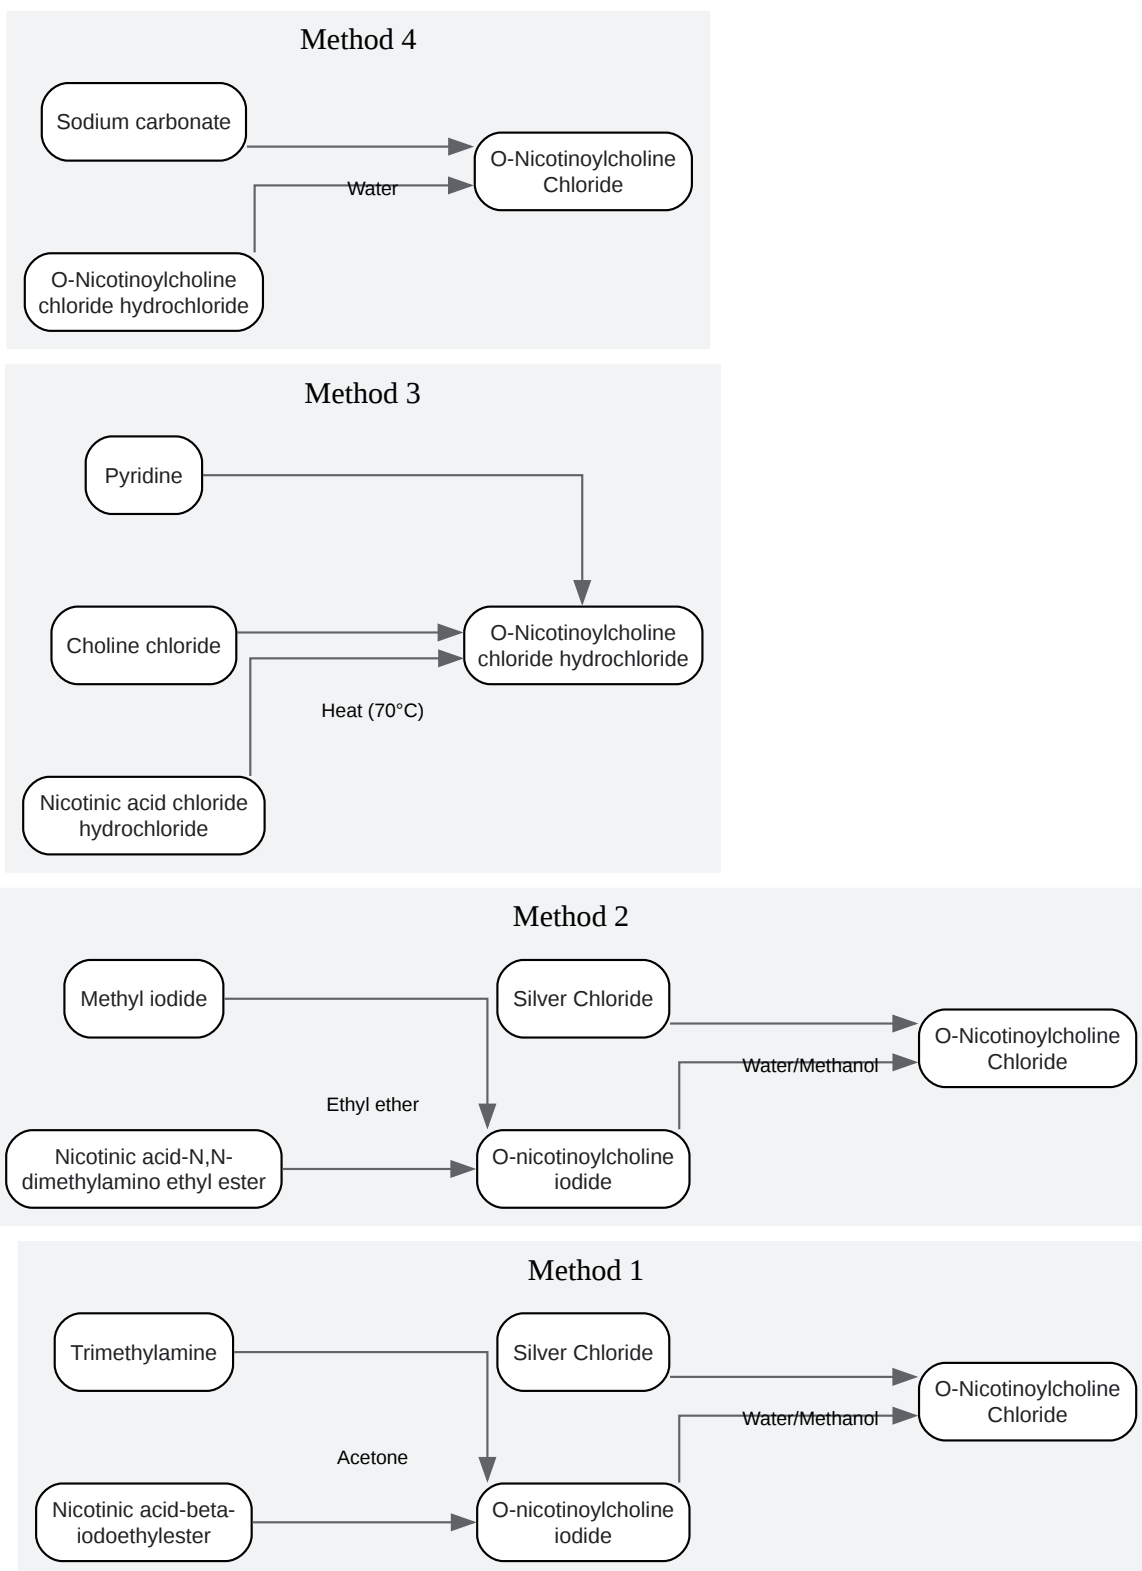 Method 4
Sodium carbonate
O-Nicotinoylcholine
Chloride
Water
O-Nicotinoylcholine
chloride hydrochloride
Method 3
Pyridine
Choline chloride
O-Nicotinoylcholine
chloride hydrochloride
Heat (70°C)
Nicotinic acid chloride
hydrochloride
Method 2
Methyl iodide
Silver Chloride
O-Nicotinoylcholine
Chloride
Water/Methanol
Ethyl ether
Nicotinic acid-N,N-
dimethylamino ethyl ester
O-nicotinoylcholine
iodide
Method 1
Trimethylamine
Silver Chloride
O-Nicotinoylcholine
Chloride
Water/Methanol
Acetone
Nicotinic acid-beta-
iodoethylester
O-nicotinoylcholine
iodide